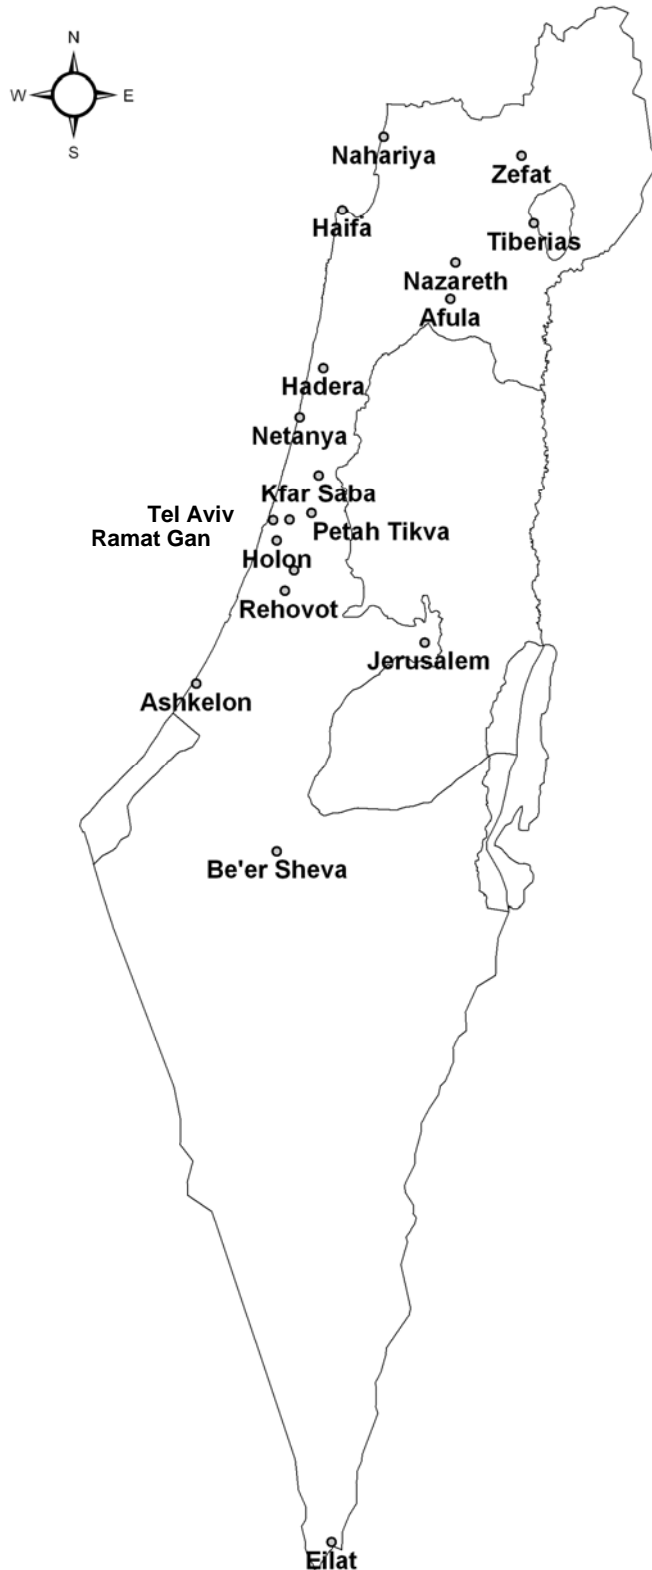 N
W E
S
Nahariya
Zefat
Haifa
Tiberias
Nazareth
Afula
Hadera
Netanya
Kfar Saba
Tel Aviv
Petah Tikva
Ramat Gan
Holon
Rehovot
Jerusalem
Ashkelon
Be'er Sheva
Eilat